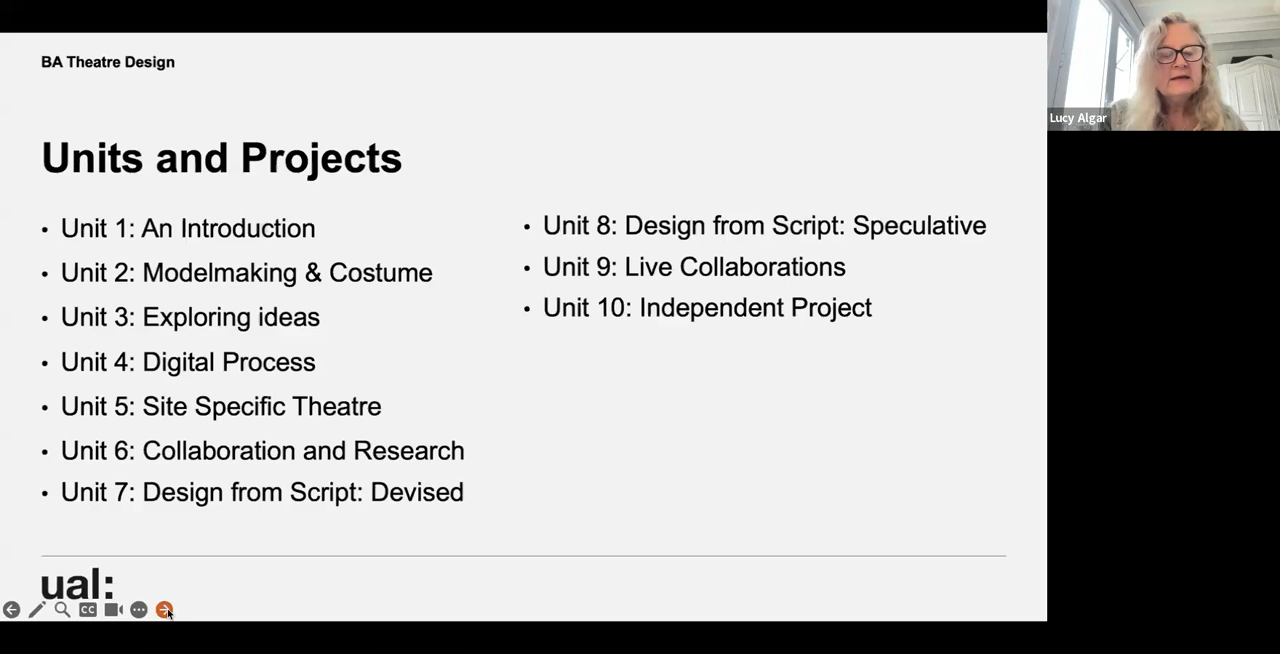 BA Theatre Design
Units and Projects
• Unit 1: An Introduction
• Unit 2: Modelmaking & Costume
• Unit 3: Exploring ideas
• Unit 4: Digital Process
• Unit 5: Site Specific Theatre
• Unit 6: Collaboration and Research
• Unit 7: Design from Script: Devised
• Unit 8: Design from Script: Speculative
• Unit 9: Live Collaborations
• Unit 10: Independent Project
ual:
CC
Lucy Algar